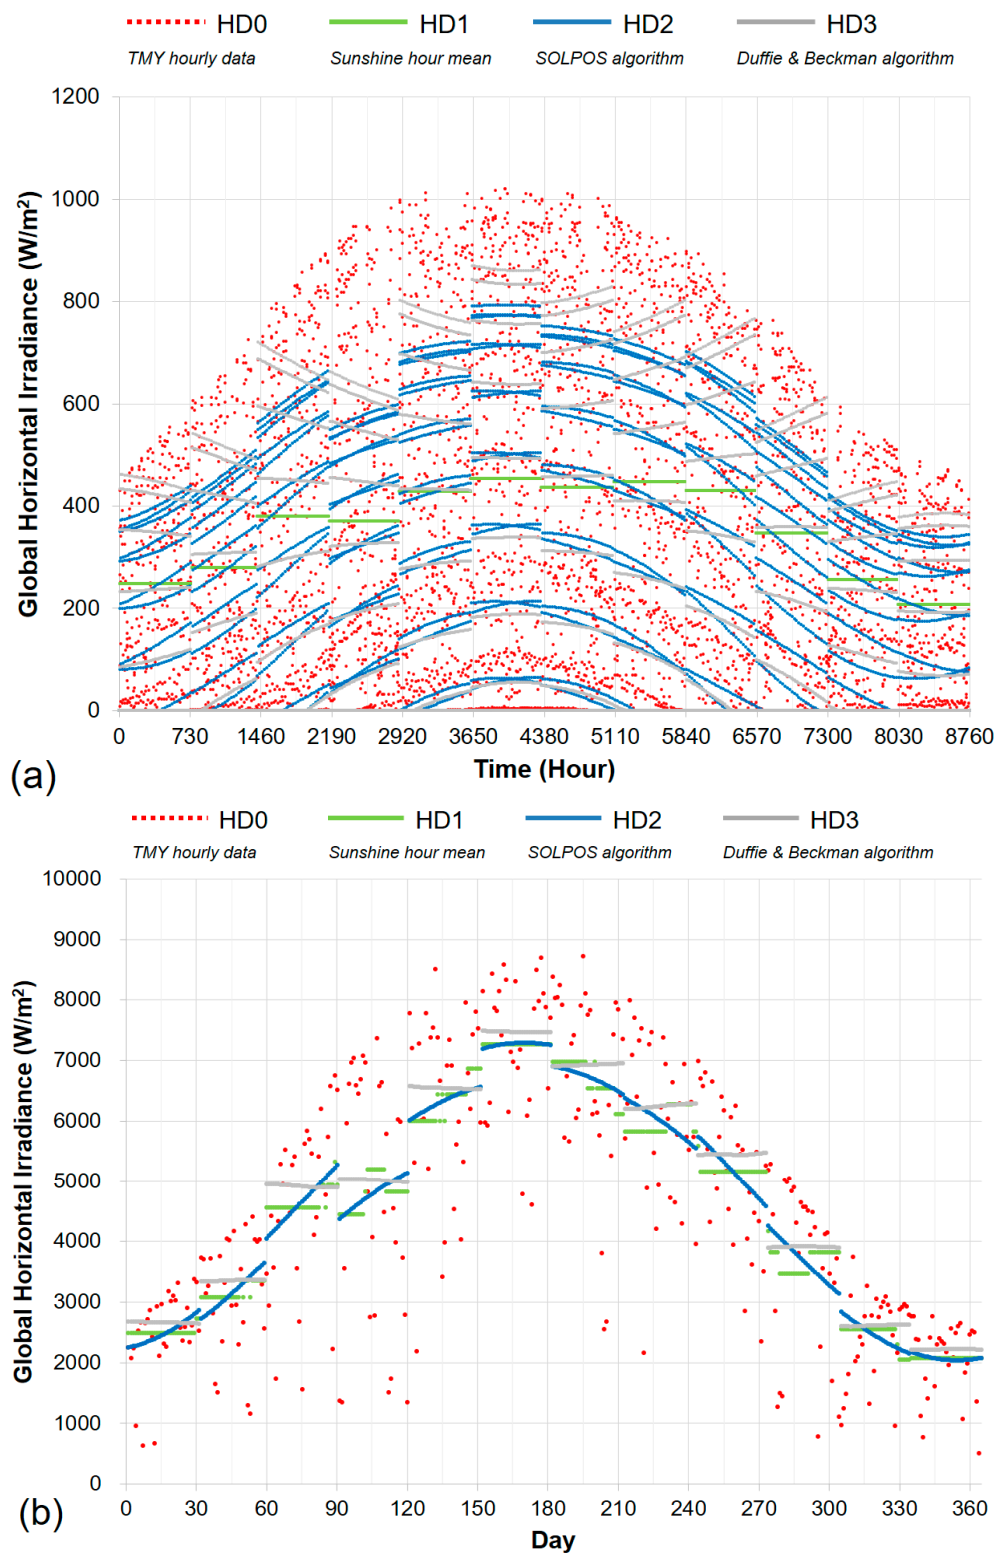 HD0 HD1 HD2 HD3
TMY hourly data Sunshine hour mean SOLPOS algorithm Duffie & Beckman algorithm
Global Horizontal Irradiance (W/m²)
1200
1000
800
600
400
200
0
0 730 1460 2190 2920 3650 4380 5110 5840 6570 7300 8030 8760
Time (Hour)
(a)
HD0 HD1 HD2 HD3
TMY hourly data Sunshine hour mean SOLPOS algorithm Duffie & Beckman algorithm
Global Horizontal Irradiance (W/m²)
10000
9000
8000
7000
6000
5000
4000
3000
2000
1000
0
0 30 60 90 120 150 180 210 240 270 300 330 360
Day
(b)